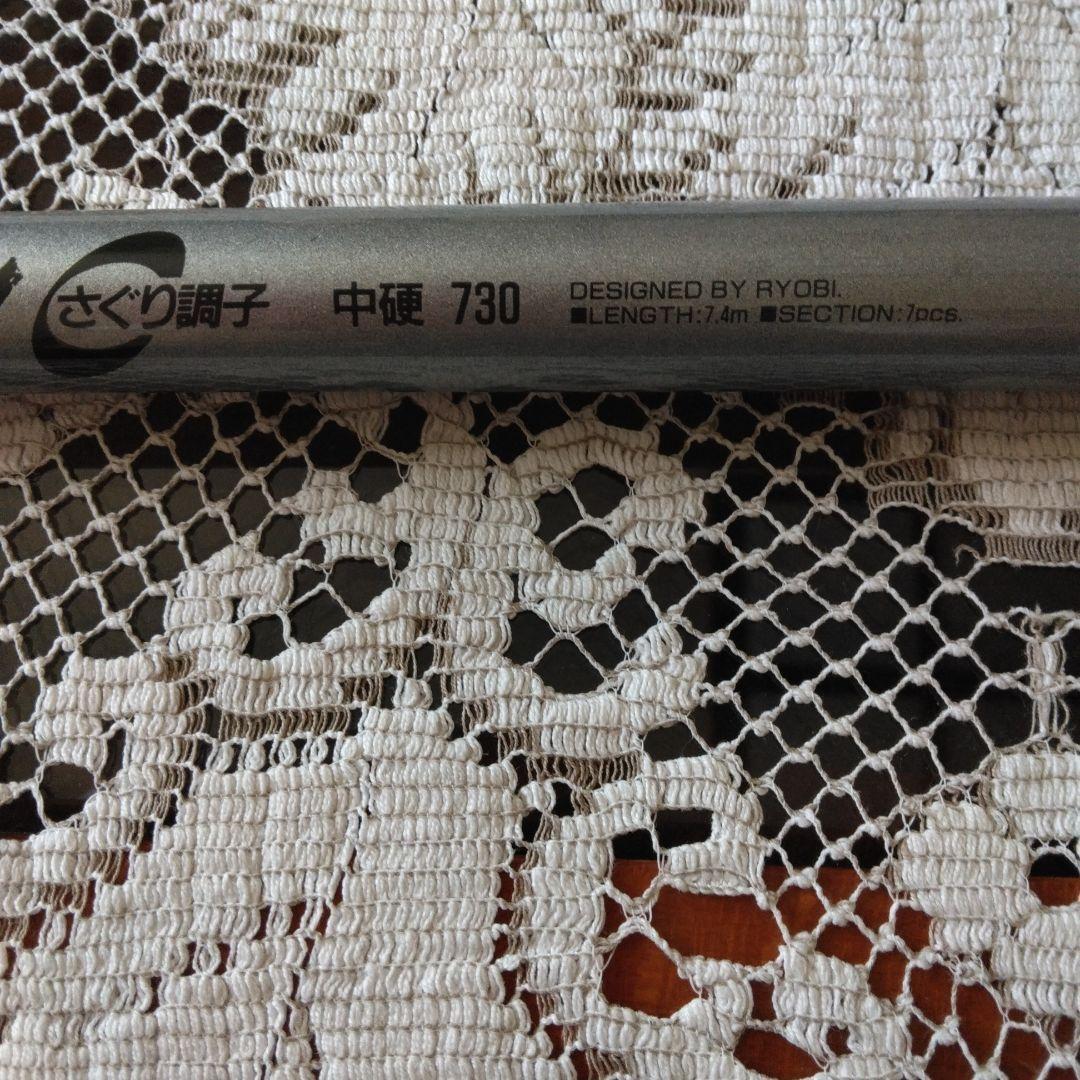 さぐり調子 中硬 730
DESIGNED BY RYOBI.
■LENGTH:7.4m ■SECTION:7pcs.